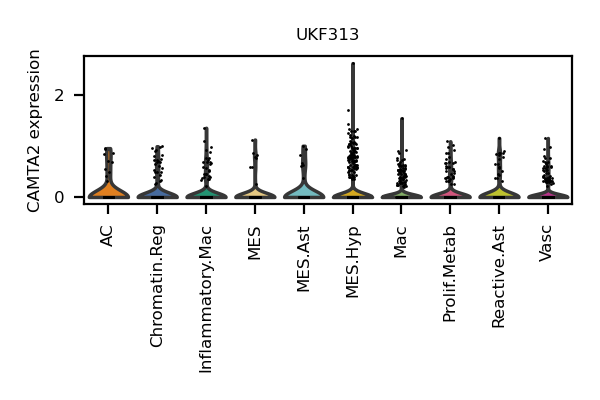 UKF313
CAMTA2 expression
2
0
AC
Chromatin.Reg
Inflammatory.Mac
MES
MES.Ast
MES.Hyp
Mac
Prolif.Metab
Reactive.Ast
Vasc